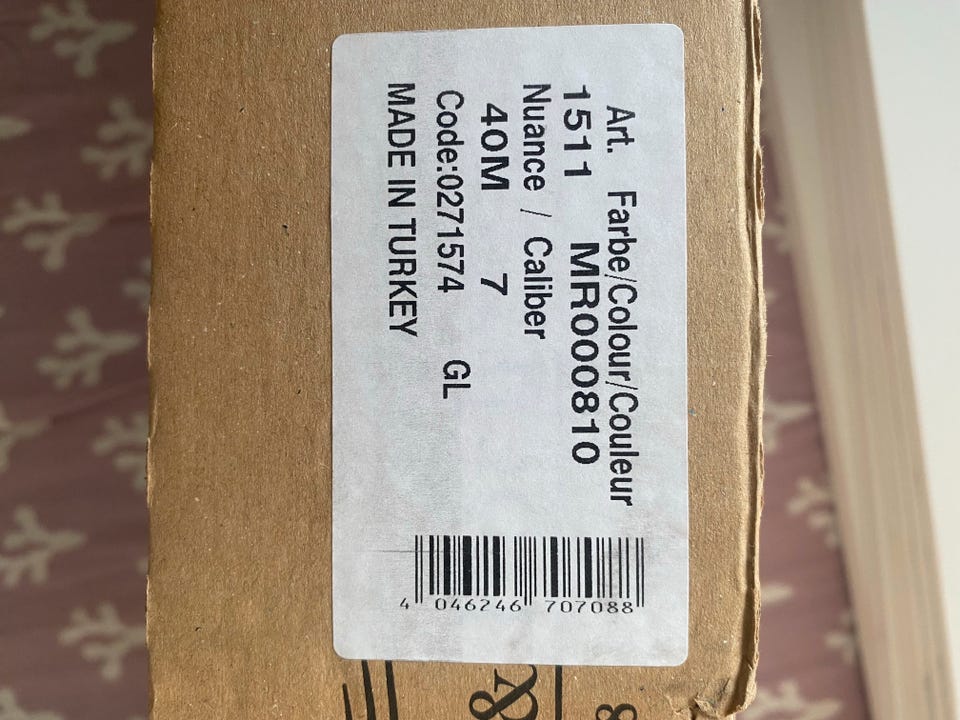 Art. Farbe/Colour/Couleur
1511 MR000810
Nuance / Caliber
40M 7
Code:0271574 GL
MADE IN TURKEY
4 046246 707088
&
8